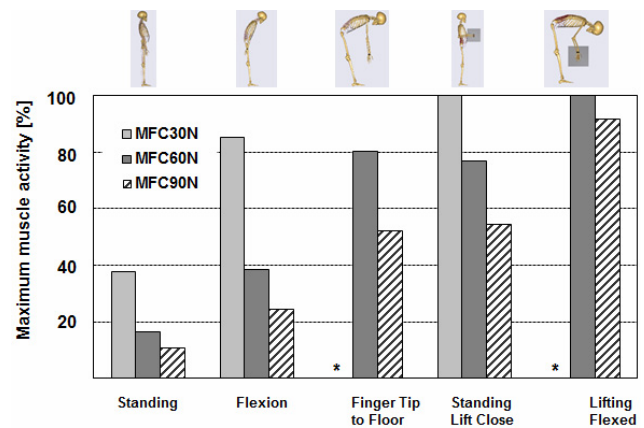 Maximum muscle activity [%]
100
80
60
40
20
MFC30N
MFC60N
MFC90N
*
*
Standing
Flexion
Finger Tip
to Floor
Standing
Lift Close
Lifting
Flexed